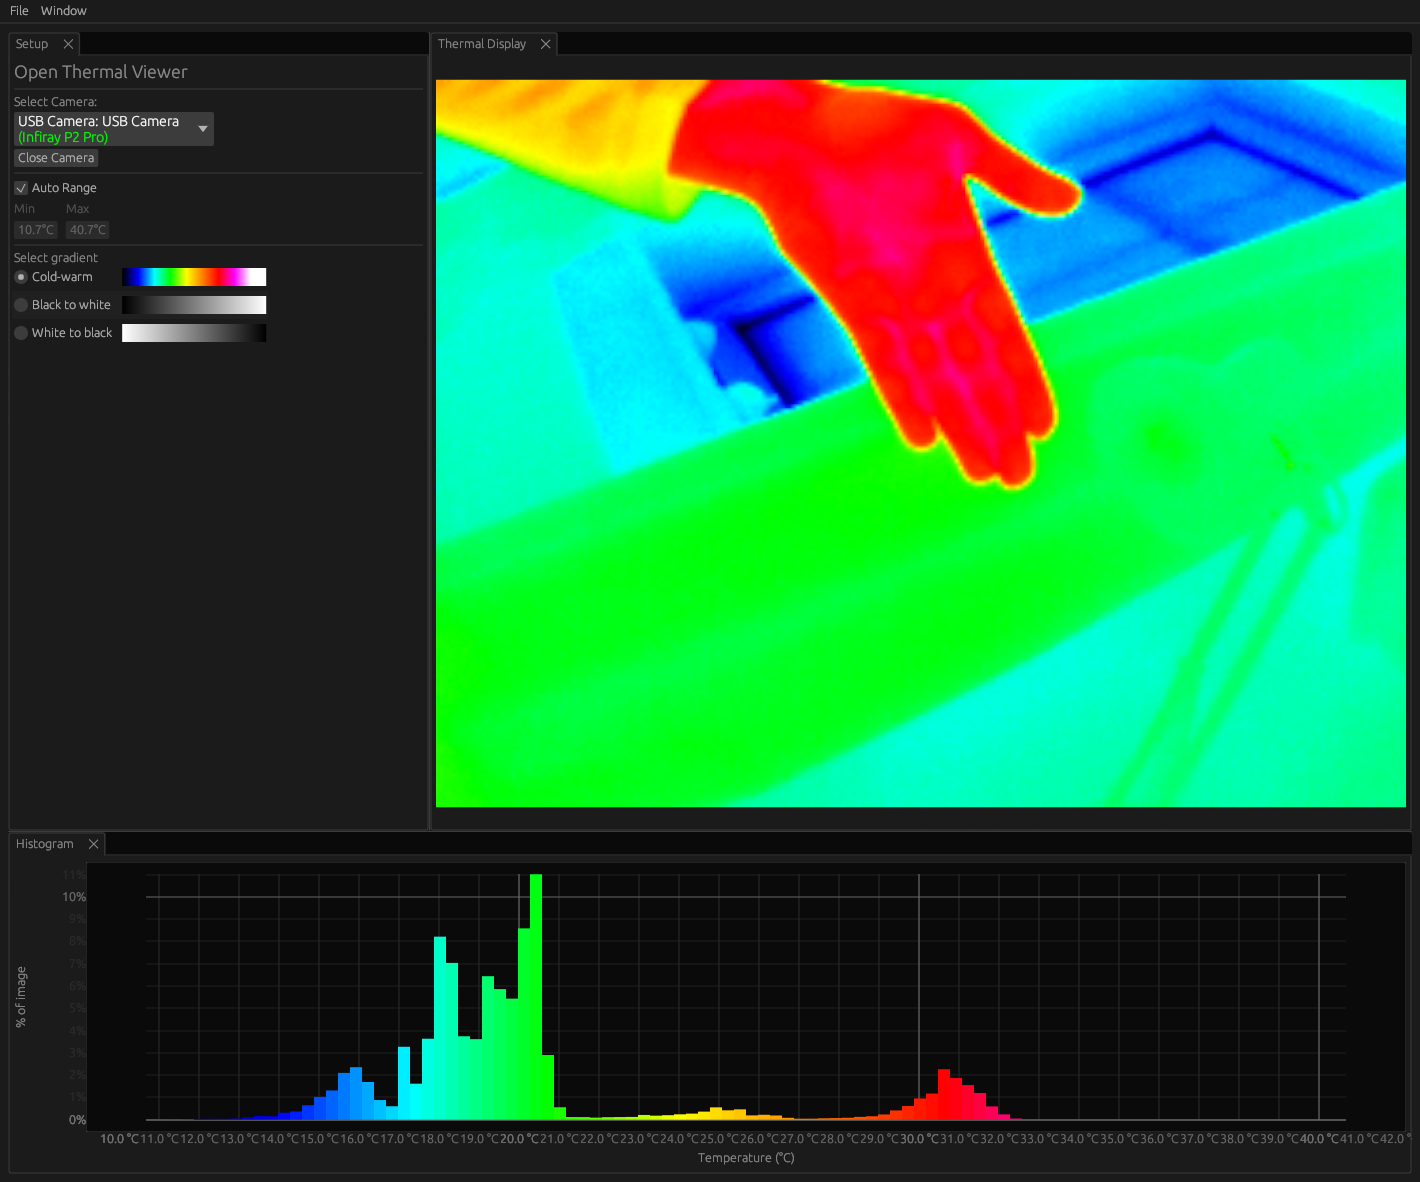 File Window
Setup
Open Thermal Viewer
Select Camera:
USB Camera: USB Camera
(Infiray P2 Pro)
Close Camera
Auto Range
Min Max
10.7°C 40.7°C
Select gradient
Cold-warm
Black to white
White to black
Thermal Display
Histogram
11%
10%
9%
8%
7%
6%
5%
4%
3%
2%
1%
0%
% of image
10.0 °C 11.0 °C 12.0 °C 13.0 °C 14.0 °C 15.0 °C 16.0 °C 17.0 °C 18.0 °C 19.0 °C 20.0 °C 21.0 °C 22.0 °C 23.0 °C 24.0 °C 25.0 °C 26.0 °C 27.0 °C 28.0 °C 29.0 °C 30.0 °C 31.0 °C 32.0 °C 33.0 °C 34.0 °C 35.0 °C 36.0 °C 37.0 °C 38.0 °C 39.0 °C 40.0 °C 41.0 °C 42.0 °
Temperature (°C)